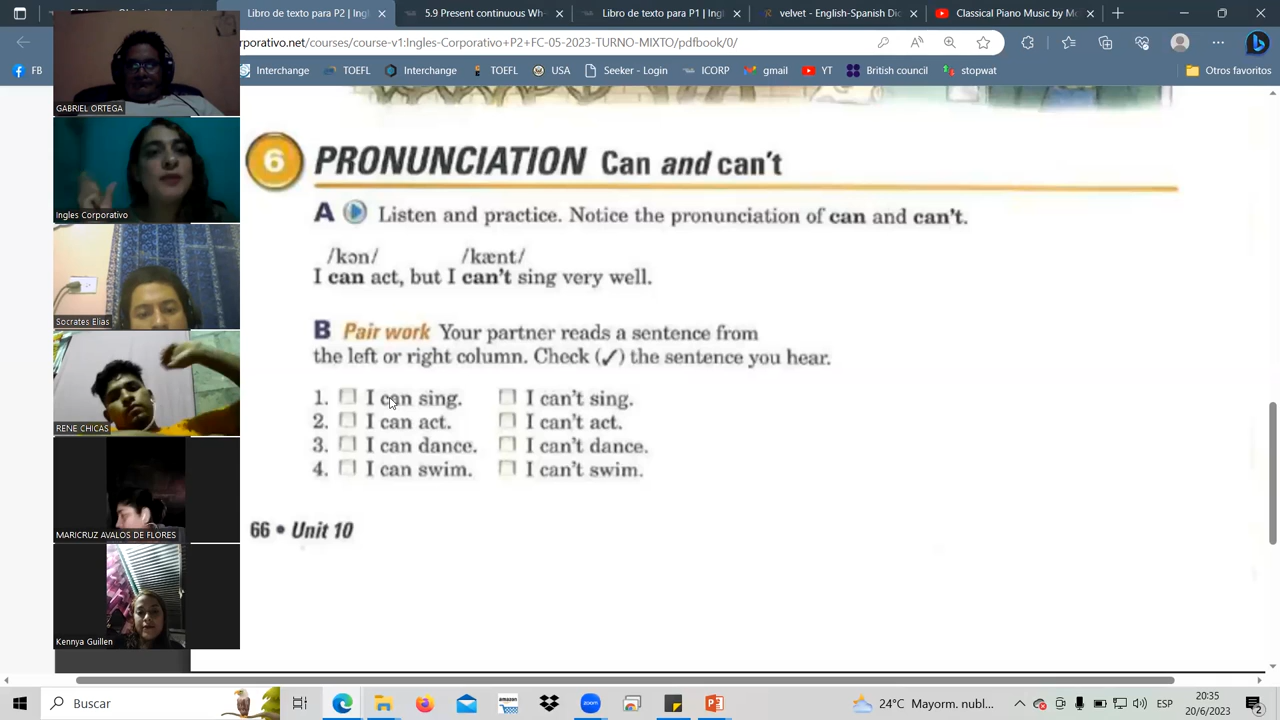 Libro de texto para P2 | Ingl
5.9 Pronunciation continued Wh-
Libro de texto para P1 | Ingl
velvet - English-Spanish Dic
Classical Piano Music by Mo
rporativo.net/courses/course-v1:Ingles-Corporativo+P2+FC-05-2023-TURNO-MIXTO/pdfbook/0/
FB
Interchange
TOEFL
Interchange
TOEFL
USA
Seeker - Login
ICORP
gmail
YT
British council
stopwat
Otros favoritos
GABRIEL ORTEGA
Ingles Corporativo
Socrates Elias
RENE CHICAS
MARICRUZ AVALOS DE FLORES
Kennya Guillen
6 PRONUNCIATION Can and can't
A Listen and practice. Notice the pronunciation of can and can't.
/kən/ /kænt/
I can act, but I can't sing very well.
B Pair work Your partner reads a sentence from
the left or right column. Check (✓) the sentence you hear.
1. I can sing. I can't sing.
2. I can act. I can't act.
3. I can dance. I can't dance.
4. I can swim. I can't swim.
66 • Unit 10
Buscar
24°C Mayorm. nubl...
ESP
20:35
20/6/2023
2